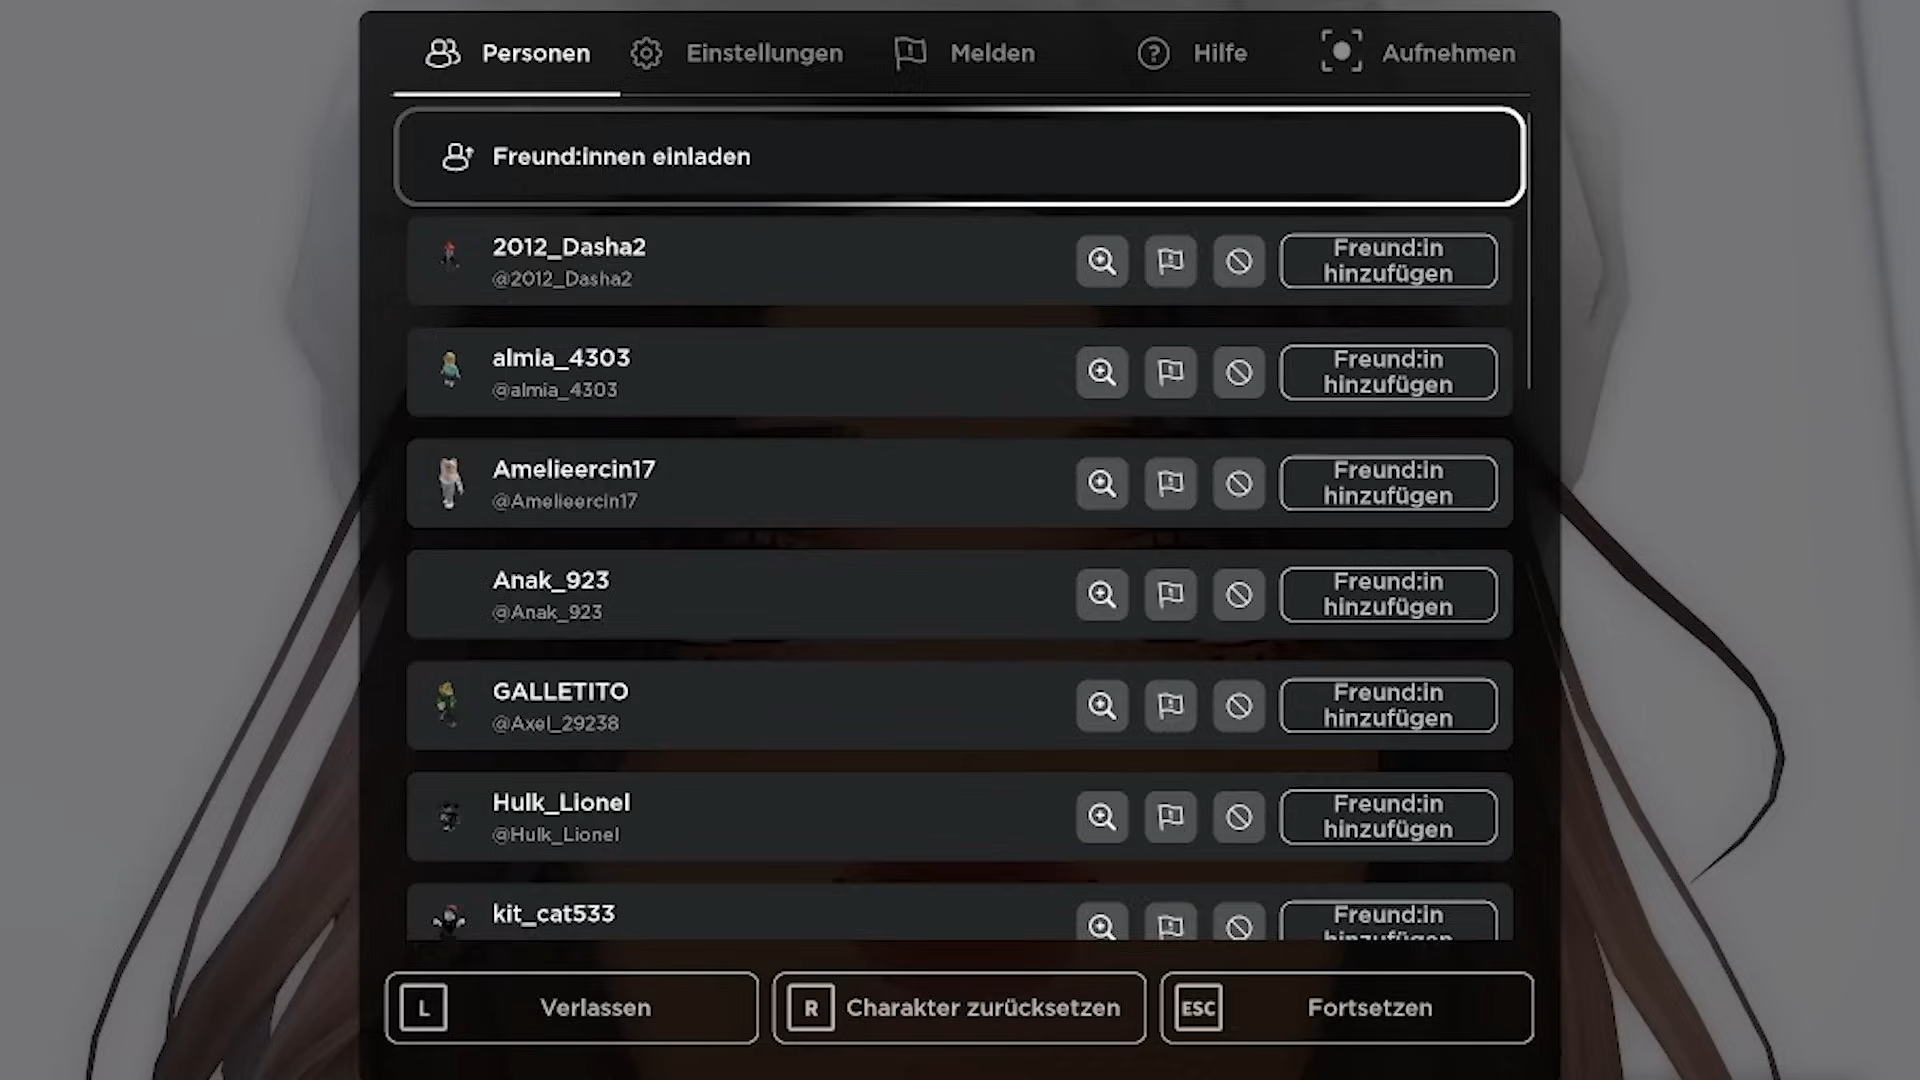 Personen
Einstellungen
Melden
Hilfe
Aufnehmen
Freund:innen einladen
2012_Dasha2
@2012_Dasha2
Freund:in
hinzufügen
almia_4303
@almia_4303
Freund:in
hinzufügen
Amelieercin17
@Amelieercin17
Freund:in
hinzufügen
Anak_923
@Anak_923
Freund:in
hinzufügen
GALLETITO
@Axel_29238
Freund:in
hinzufügen
Hulk_Lionel
@Hulk_Lionel
Freund:in
hinzufügen
kit_cat533
Freund:in
hinzufügen
L Verlassen
R Charakter zurücksetzen
ESC Fortsetzen